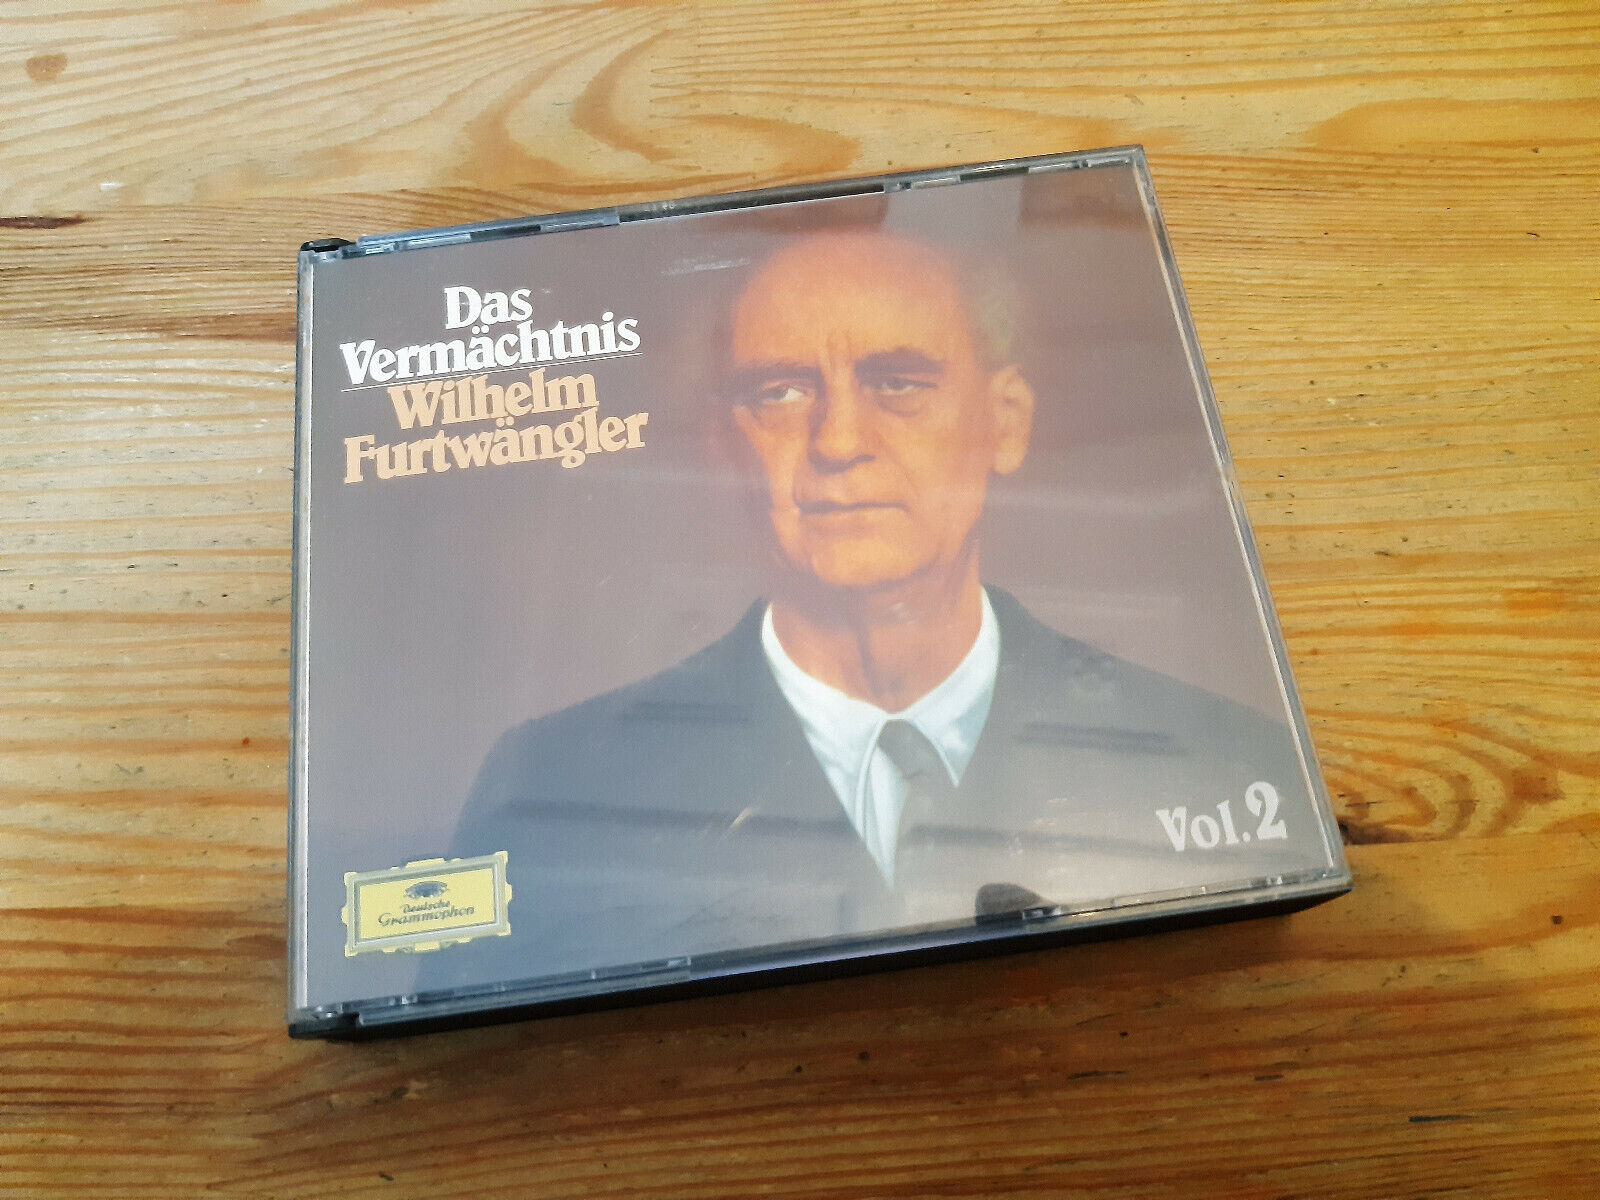 Das
Vermächtnis
Wilhelm
Furtwängler
Vol.2
Deutsche
Grammophon